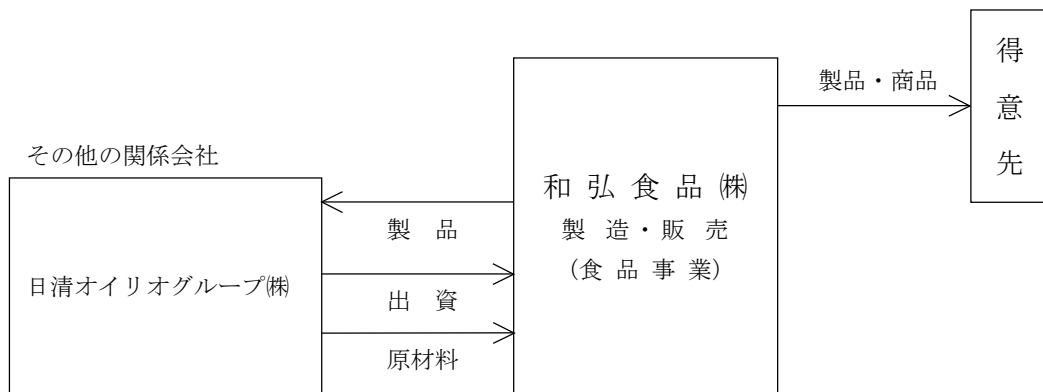 その他の関係会社
日清オイリオグループ㈱
製品
出資
原材料
和弘食品㈱
製造・販売
(食品事業)
製品・商品
得意先